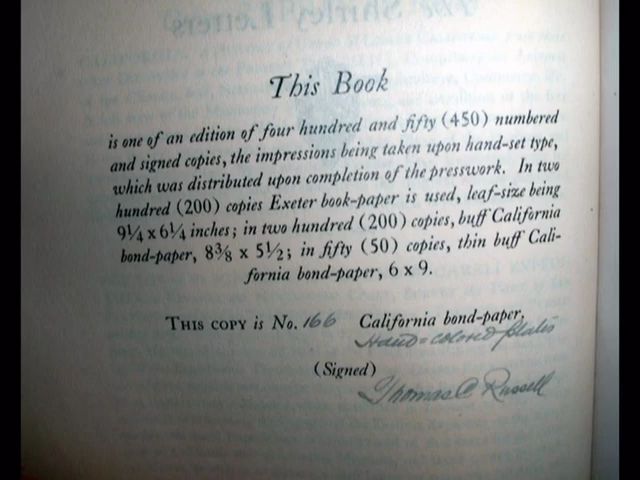 This Book
is one of an edition of four hundred and fifty (450) numbered
and signed copies, the impressions being taken upon hand-set type,
which was distributed upon completion of the presswork. In two
hundred (200) copies Exeter book-paper is used, leaf-size being
9¼ x 6¼ inches; in two hundred (200) copies, buff California
bond-paper, 8⅜ x 5½; in fifty (50) copies, thin buff Cali-
fornia bond-paper, 6 x 9.
THIS COPY is No. 166 California bond-paper,
Hand-colored plates
(Signed)
Thomas C Russell